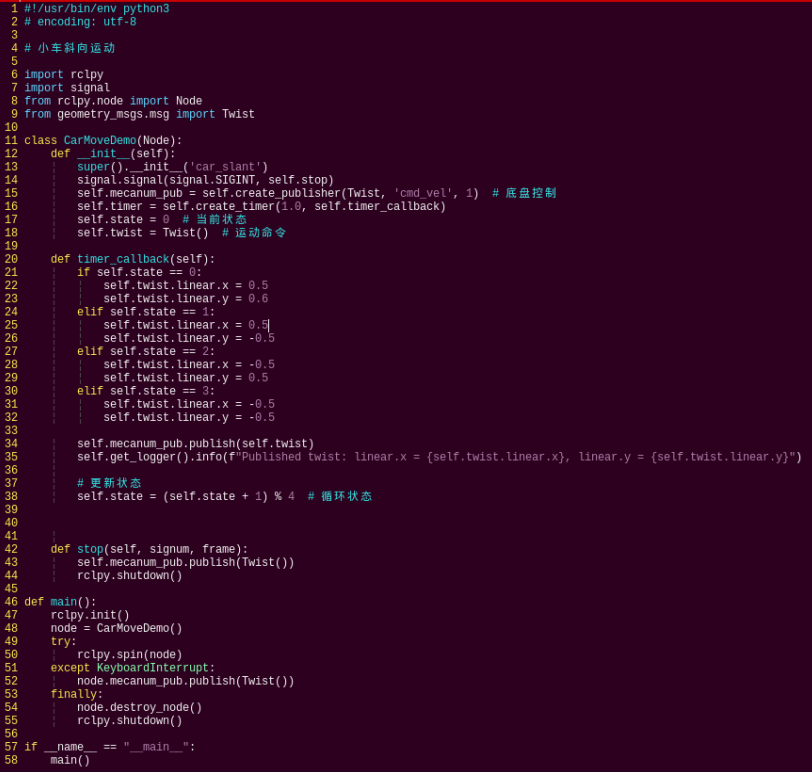 1 #!/usr/bin/env python3
2 # encoding: utf-8
3
4 # 小车斜向运动
5
6 import rclpy
7 import signal
8 from rclpy.node import Node
9 from geometry_msgs.msg import Twist
10
11 class CarMoveDemo(Node):
12     def __init__(self):
13         super().__init__('car_slant')
14         signal.signal(signal.SIGINT, self.stop)
15         self.mecanum_pub = self.create_publisher(Twist, 'cmd_vel', 1)  # 底盘控制
16         self.timer = self.create_timer(1.0, self.timer_callback)
17         self.state = 0  # 当前状态
18         self.twist = Twist()  # 运动命令
19
20     def timer_callback(self):
21         if self.state == 0:
22             self.twist.linear.x = 0.5
23             self.twist.linear.y = 0.6
24         elif self.state == 1:
25             self.twist.linear.x = 0.5
26             self.twist.linear.y = -0.5
27         elif self.state == 2:
28             self.twist.linear.x = -0.5
29             self.twist.linear.y = 0.5
30         elif self.state == 3:
31             self.twist.linear.x = -0.5
32             self.twist.linear.y = -0.5
33
34         self.mecanum_pub.publish(self.twist)
35         self.get_logger().info(f"Published twist: linear.x = {self.twist.linear.x}, linear.y = {self.twist.linear.y}")
36
37         # 更新状态
38         self.state = (self.state + 1) % 4  # 循环状态
39
40
41
42     def stop(self, signum, frame):
43         self.mecanum_pub.publish(Twist())
44         rclpy.shutdown()
45
46 def main():
47     rclpy.init()
48     node = CarMoveDemo()
49     try:
50         rclpy.spin(node)
51     except KeyboardInterrupt:
52         node.mecanum_pub.publish(Twist())
53     finally:
54         node.destroy_node()
55         rclpy.shutdown()
56
57 if __name__ == "__main__":
58     main()